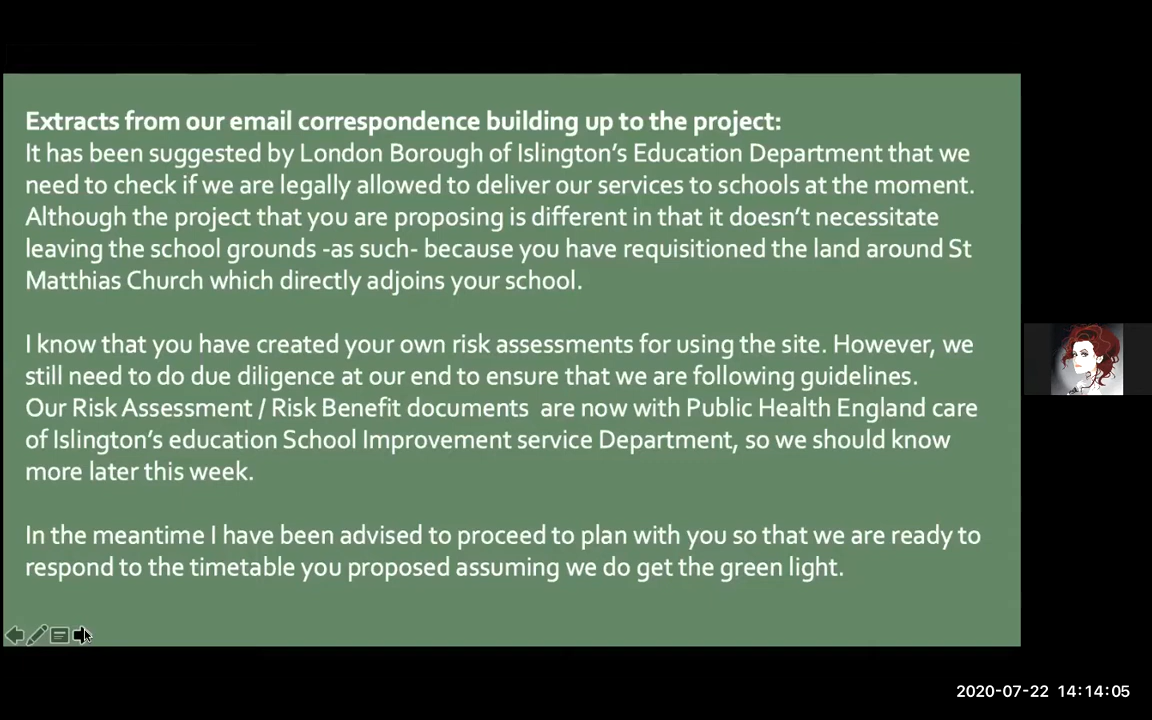 Extracts from our email correspondence building up to the project:
It has been suggested by London Borough of Islington’s Education Department that we
need to check if we are legally allowed to deliver our services to schools at the moment.
Although the project that you are proposing is different in that it doesn’t necessitate
leaving the school grounds -as such- because you have requisitioned the land around St
Matthias Church which directly adjoins your school.
I know that you have created your own risk assessments for using the site. However, we
still need to do due diligence at our end to ensure that we are following guidelines.
Our Risk Assessment / Risk Benefit documents are now with Public Health England care
of Islington’s education School Improvement service Department, so we should know
more later this week.
In the meantime I have been advised to proceed to plan with you so that we are ready to
respond to the timetable you proposed assuming we do get the green light.
2020-07-22 14:14:05